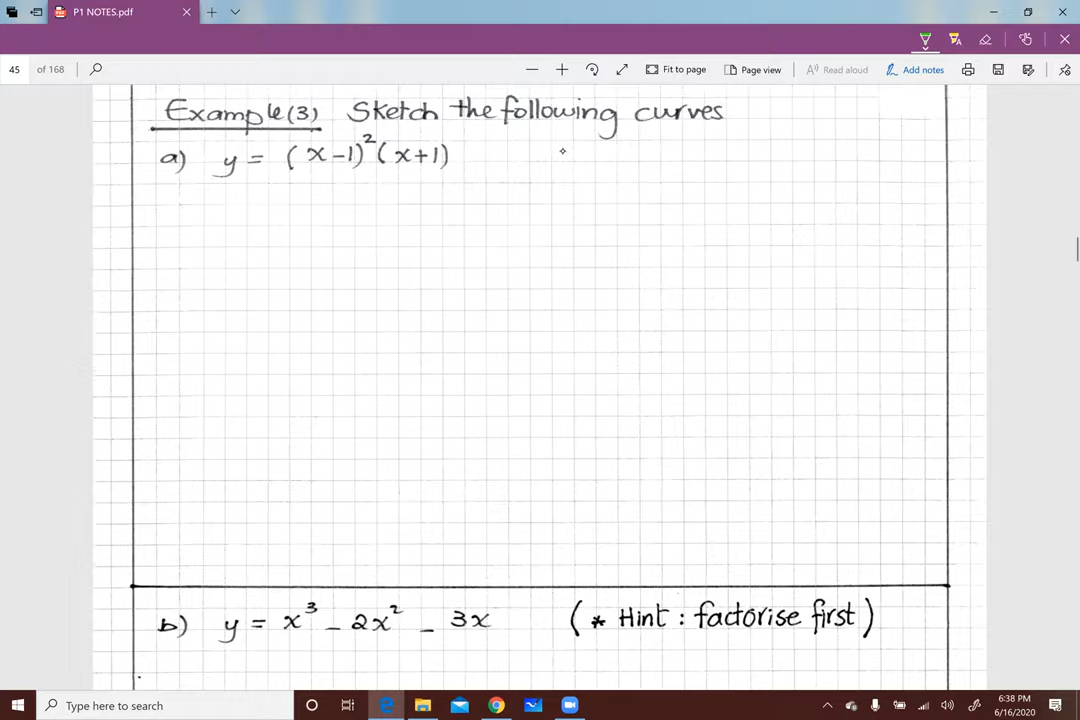 P1 NOTES.pdf
45 of 168
Fit to page
Page view
Read aloud
Add notes
Example(3) Sketch the following curves
a) y = (x-1)²(x+1)
b) y = x³ - 2x² - 3x (* Hint : factorise first)
Type here to search
6:38 PM
6/16/2020